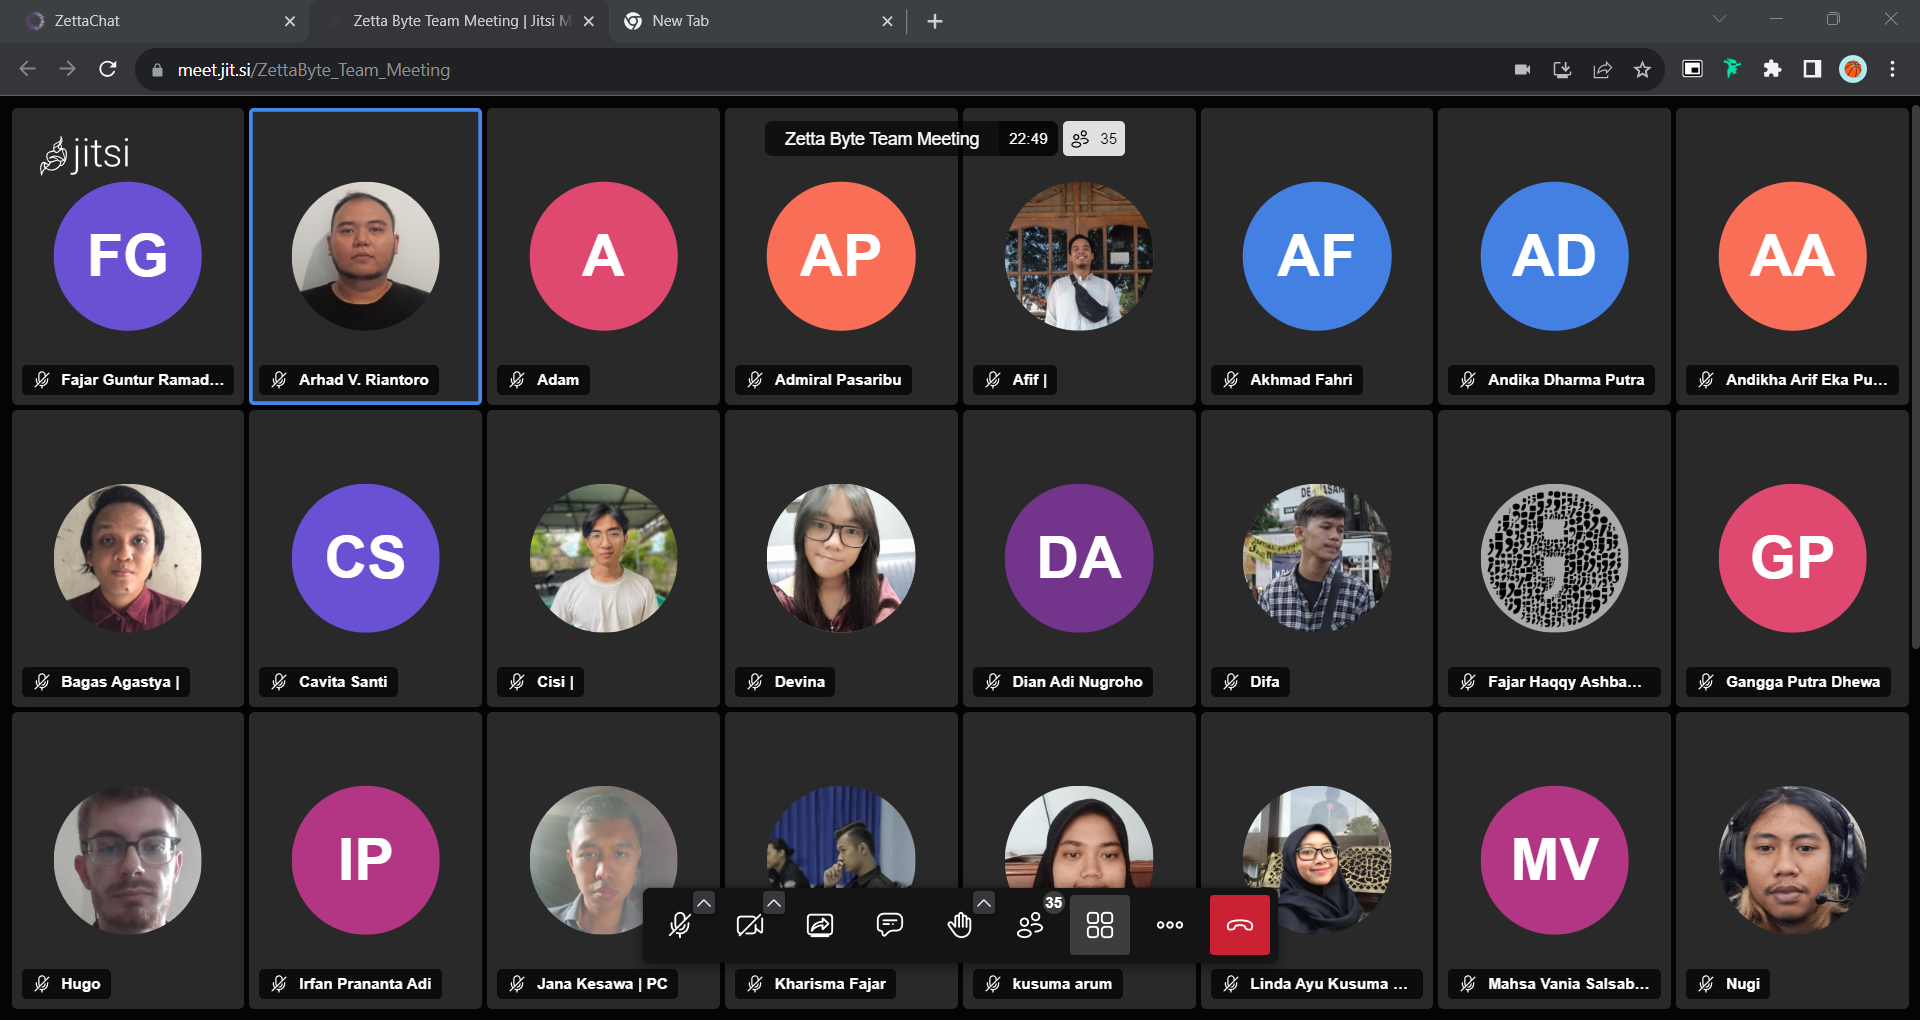 ZettaChat
Zetta Byte Team Meeting | Jitsi M
New Tab
meet.jit.si/ZettaByte_Team_Meeting
jitsi
Zetta Byte Team Meeting 22:49 35
FG
A
AP
AF
AD
AA
Fajar Guntur Ramad...
Arhad V. Riantoro
Adam
Admiral Pasaribu
Afif |
Akhmad Fahri
Andika Dharma Putra
Andikha Arif Eka Pu...
CS
DA
;
GP
Bagas Agastya |
Cavita Santi
Cisi |
Devina
Dian Adi Nugroho
Difa
Fajar Haqqy Ashba...
Gangga Putra Dhewa
IP
MV
35
Hugo
Irfan Prananta Adi
Jana Kesawa | PC
Kharisma Fajar
kusuma arum
Linda Ayu Kusuma ...
Mahsa Vania Salsab...
Nugi